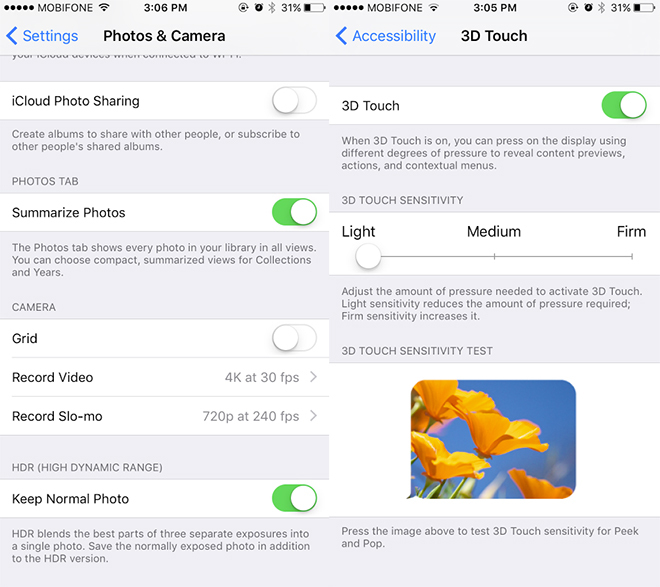 MOBIFONE 3:06 PM 31%
Settings Photos & Camera
your iCloud devices when connected to Wi-Fi.
iCloud Photo Sharing
Create albums to share with other people, or subscribe to
other people's shared albums.
PHOTOS TAB
Summarize Photos
The Photos tab shows every photo in your library in all views.
You can choose compact, summarized views for Collections
and Years.
CAMERA
Grid
Record Video 4K at 30 fps
Record Slo-mo 720p at 240 fps
HDR (HIGH DYNAMIC RANGE)
Keep Normal Photo
HDR blends the best parts of three separate exposures into
a single photo. Save the normally exposed photo in addition
to the HDR version.
MOBIFONE 3:05 PM 31%
Accessibility 3D Touch
3D Touch
When 3D Touch is on, you can press on the display using
different degrees of pressure to reveal content previews,
actions, and contextual menus.
3D TOUCH SENSITIVITY
Light Medium Firm
Adjust the amount of pressure needed to activate 3D Touch.
Light sensitivity reduces the amount of pressure required;
Firm sensitivity increases it.
3D TOUCH SENSITIVITY TEST
Press the image above to test 3D Touch sensitivity for Peek
and Pop.